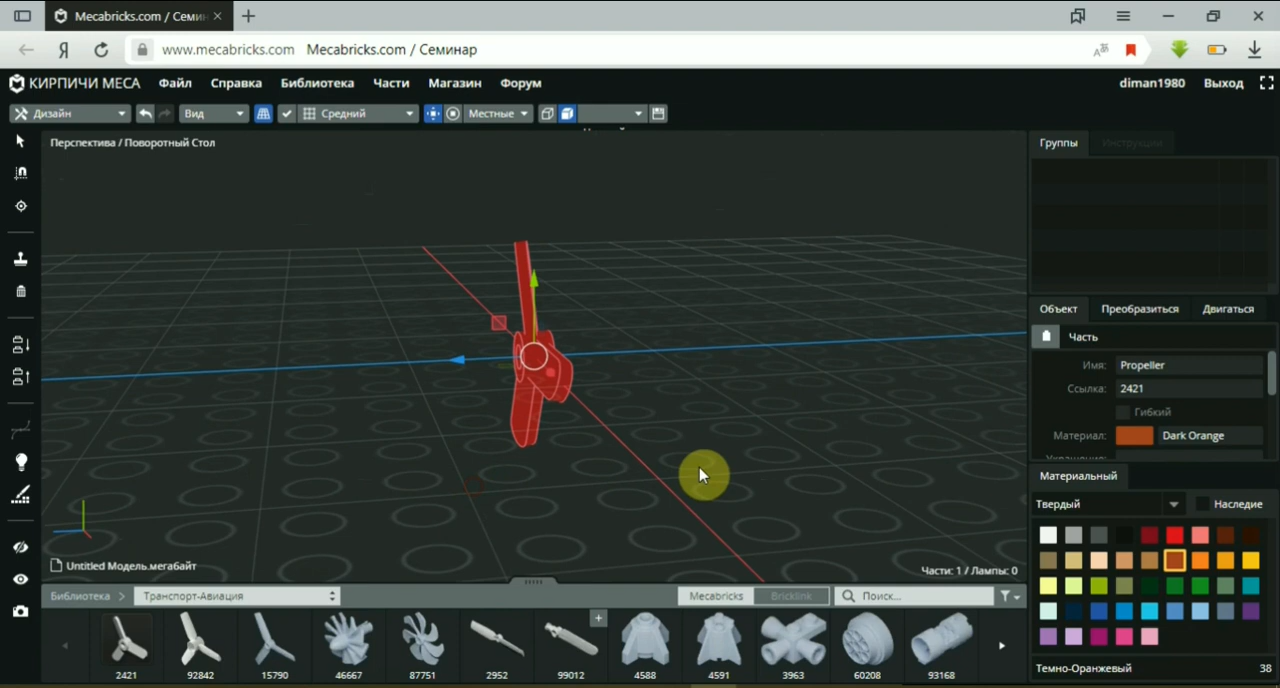 Mecabricks.com / Семин
www.mecabricks.com Mecabricks.com / Семинар
КИРПИЧИ МЕСА Файл Справка Библиотека Части Магазин Форум diman1980 Выход
Дизайн Вид Средний Местные
Перспектива / Поворотный Стол
Группы Инструкции
Объект Преобразиться Двигаться
Часть
Имя: Propeller
Ссылка: 2421
Гибкий
Материал: Dark Orange
Украшения:
Материальный
Твердый Наследие
Untitled Модель.мегабайт Части: 1 / Лампы: 0
Библиотека Транспорт-Авиация Mecabricks Bricklink Поиск...
2421 92842 15790 46667 87751 2952 99012 4588 4591 3963 60208 93168
Темно-Оранжевый 38